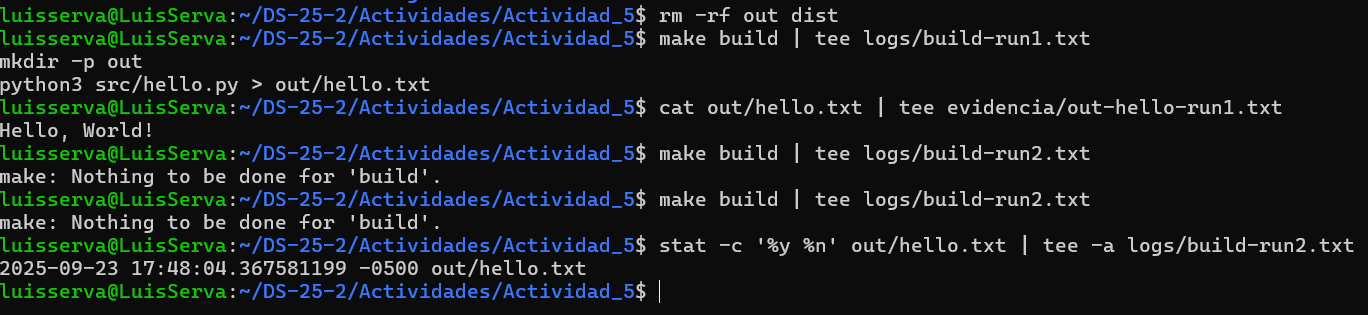 luisserva@LuisServa:~/DS-25-2/Actividades/Actividad_5$ rm -rf out dist
luisserva@LuisServa:~/DS-25-2/Actividades/Actividad_5$ make build | tee logs/build-run1.txt
mkdir -p out
python3 src/hello.py > out/hello.txt
luisserva@LuisServa:~/DS-25-2/Actividades/Actividad_5$ cat out/hello.txt | tee evidencia/out-hello-run1.txt
Hello, World!
luisserva@LuisServa:~/DS-25-2/Actividades/Actividad_5$ make build | tee logs/build-run2.txt
make: Nothing to be done for 'build'.
luisserva@LuisServa:~/DS-25-2/Actividades/Actividad_5$ make build | tee logs/build-run2.txt
make: Nothing to be done for 'build'.
luisserva@LuisServa:~/DS-25-2/Actividades/Actividad_5$ stat -c '%y %n' out/hello.txt | tee -a logs/build-run2.txt
2025-09-23 17:48:04.367581199 -0500 out/hello.txt
luisserva@LuisServa:~/DS-25-2/Actividades/Actividad_5$